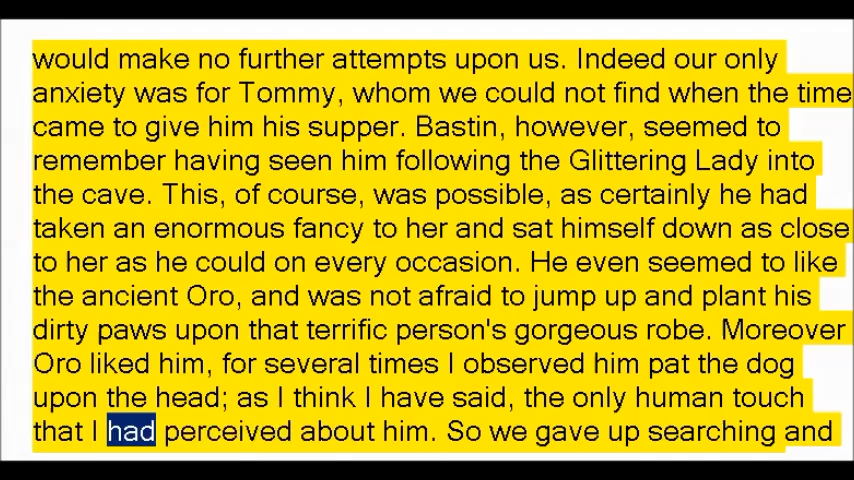 would make no further attempts upon us. Indeed our only
anxiety was for Tommy, whom we could not find when the time
came to give him his supper. Bastin, however, seemed to
remember having seen him following the Glittering Lady into
the cave. This, of course, was possible, as certainly he had
taken an enormous fancy to her and sat himself down as close
to her as he could on every occasion. He even seemed to like
the ancient Oro, and was not afraid to jump up and plant his
dirty paws upon that terrific person's gorgeous robe. Moreover
Oro liked him, for several times I observed him pat the dog
upon the head; as I think I have said, the only human touch
that I had perceived about him. So we gave up searching and